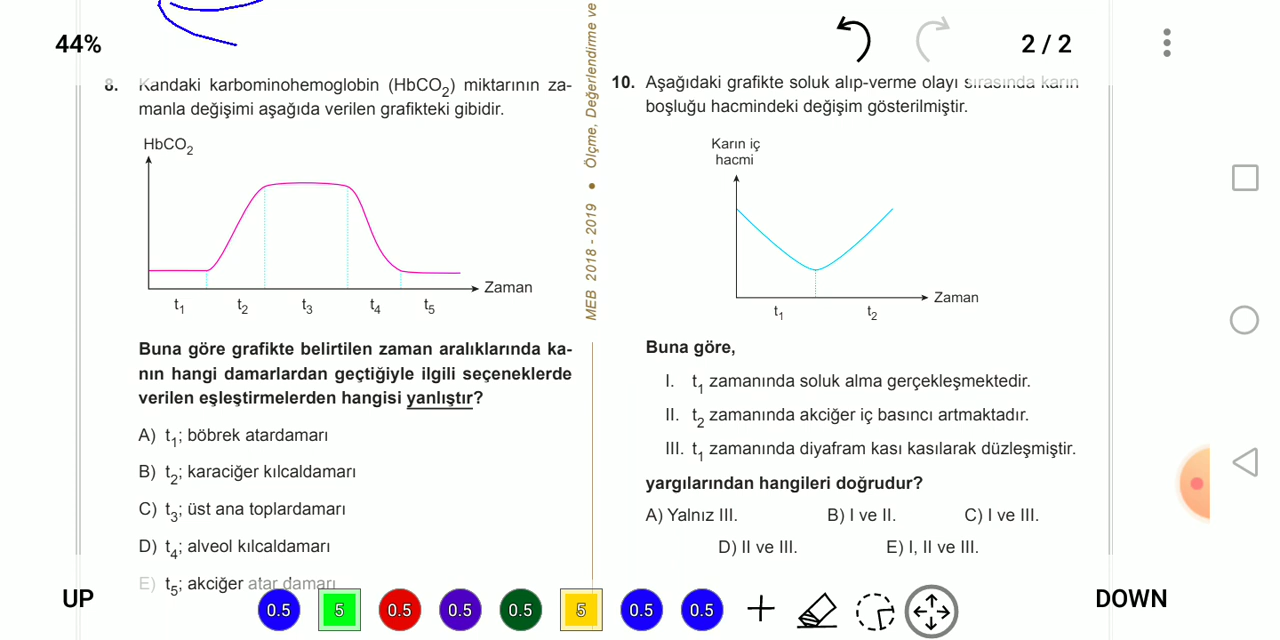 44%
2 / 2
8. Kandaki karbominohemoglobin (HbCO2) miktarının za-
manla değişimi aşağıda verilen grafikteki gibidir.
HbCO2
Zaman
t1 t2 t3 t4 t5
Buna göre grafikte belirtilen zaman aralıklarında ka-
nın hangi damarlardan geçtiğiyle ilgili seçeneklerde
verilen eşleştirmelerden hangisi yanlıştır?
A) t1; böbrek atardamarı
B) t2; karaciğer kılcaldamarı
C) t3; üst ana toplardamarı
D) t4; alveol kılcaldamarı
E) t5; akciğer atar damarı
MEB 2018 - 2019 • Ölçme, Değerlendirme ve
10. Aşağıdaki grafikte soluk alıp-verme olayı sırasında karın
boşluğu hacmindeki değişim gösterilmiştir.
Karın iç
hacmi
Zaman
t1 t2
Buna göre,
I. t1 zamanında soluk alma gerçekleşmektedir.
II. t2 zamanında akciğer iç basıncı artmaktadır.
III. t1 zamanında diyafram kası kasılarak düzleşmiştir.
yargılarından hangileri doğrudur?
A) Yalnız III. B) I ve II. C) I ve III.
D) II ve III. E) I, II ve III.
UP
0.5 5 0.5 0.5 0.5 5 0.5 0.5
DOWN